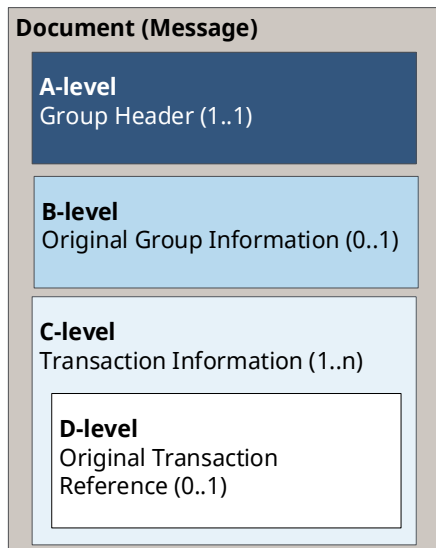 Document (Message)
A-level
Group Header (1..1)
B-level
Original Group Information (0..1)
C-level
Transaction Information (1..n)
D-level
Original Transaction
Reference (0..1)